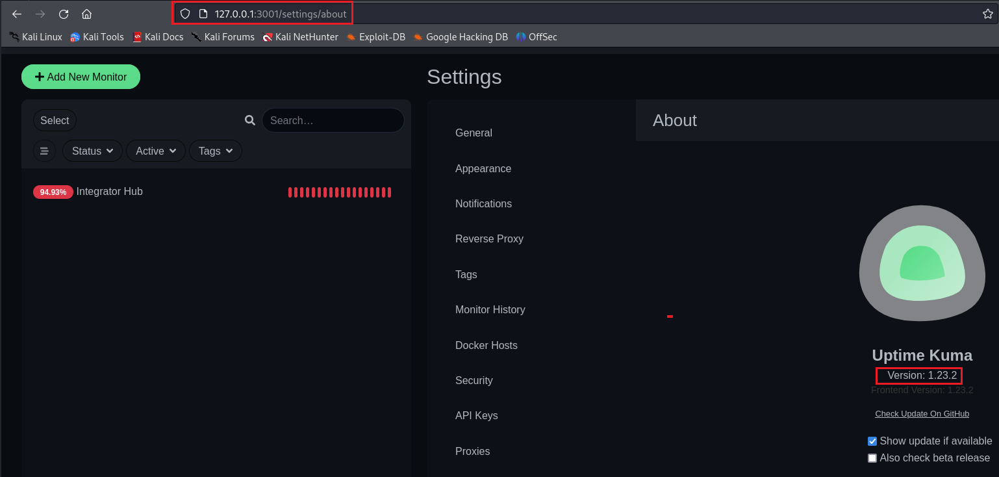 127.0.0.1:3001/settings/about
Kali Linux Kali Tools Kali Docs Kali Forums Kali NetHunter Exploit-DB Google Hacking DB OffSec
Add New Monitor
Select
Search...
Status Active Tags
94.93% Integrator Hub
Settings
General
Appearance
Notifications
Reverse Proxy
Tags
Monitor History
Docker Hosts
Security
API Keys
Proxies
About
Uptime Kuma
Version: 1.23.2
Frontend Version: 1.23.2
Check Update On GitHub
Show update if available
Also check beta release